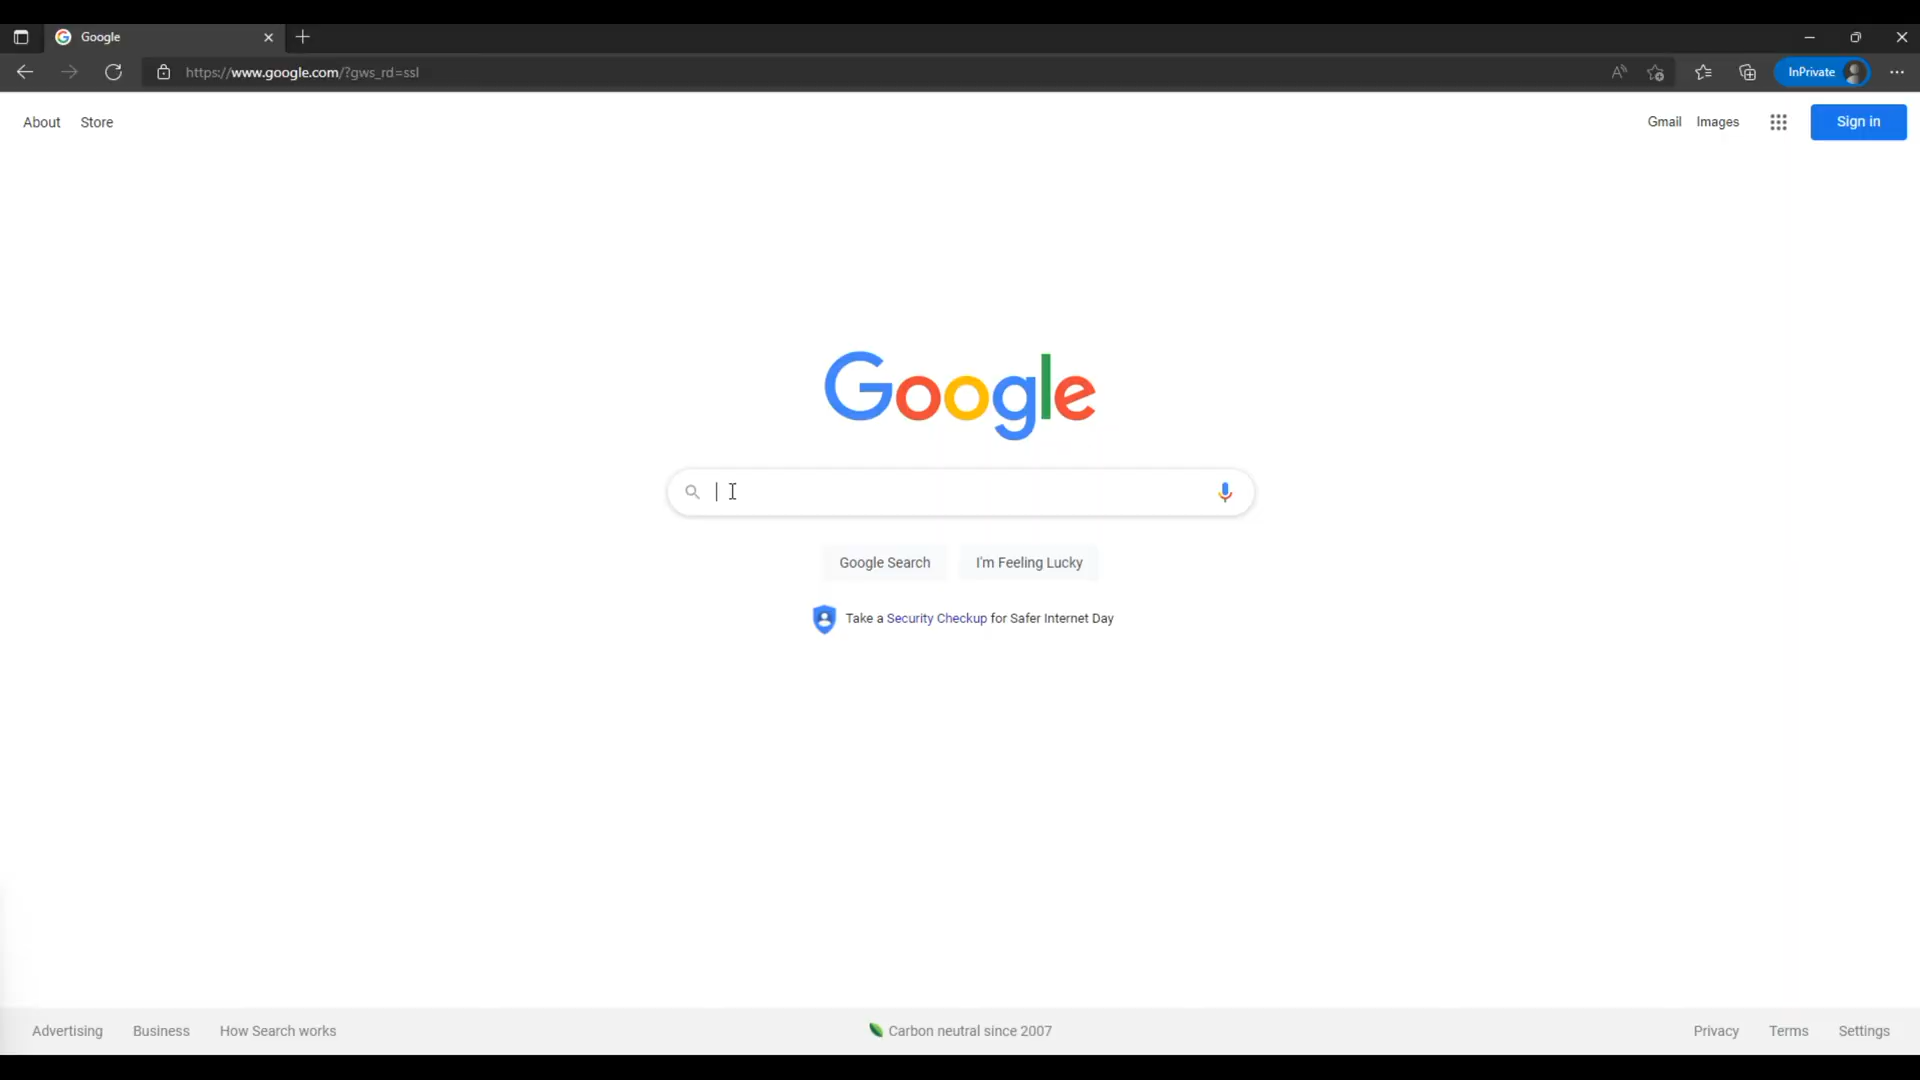 Google
https://www.google.com/?gws_rd=ssl
InPrivate
About Store
Gmail Images Sign in
Google
Google Search I'm Feeling Lucky
Take a Security Checkup for Safer Internet Day
Advertising Business How Search works
Carbon neutral since 2007
Privacy Terms Settings